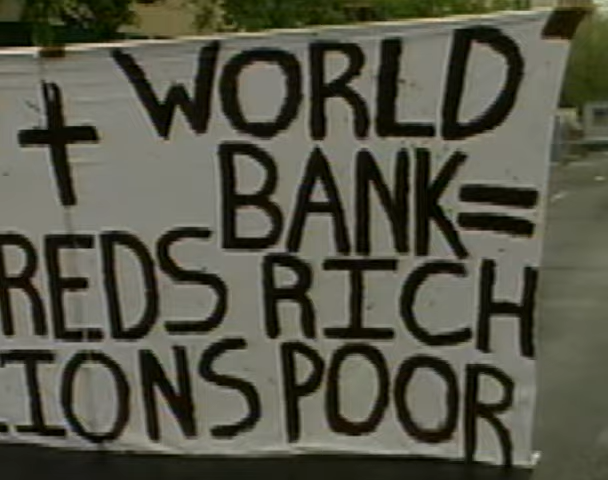 + WORLD
BANK=
REDS RICH
IONS POOR